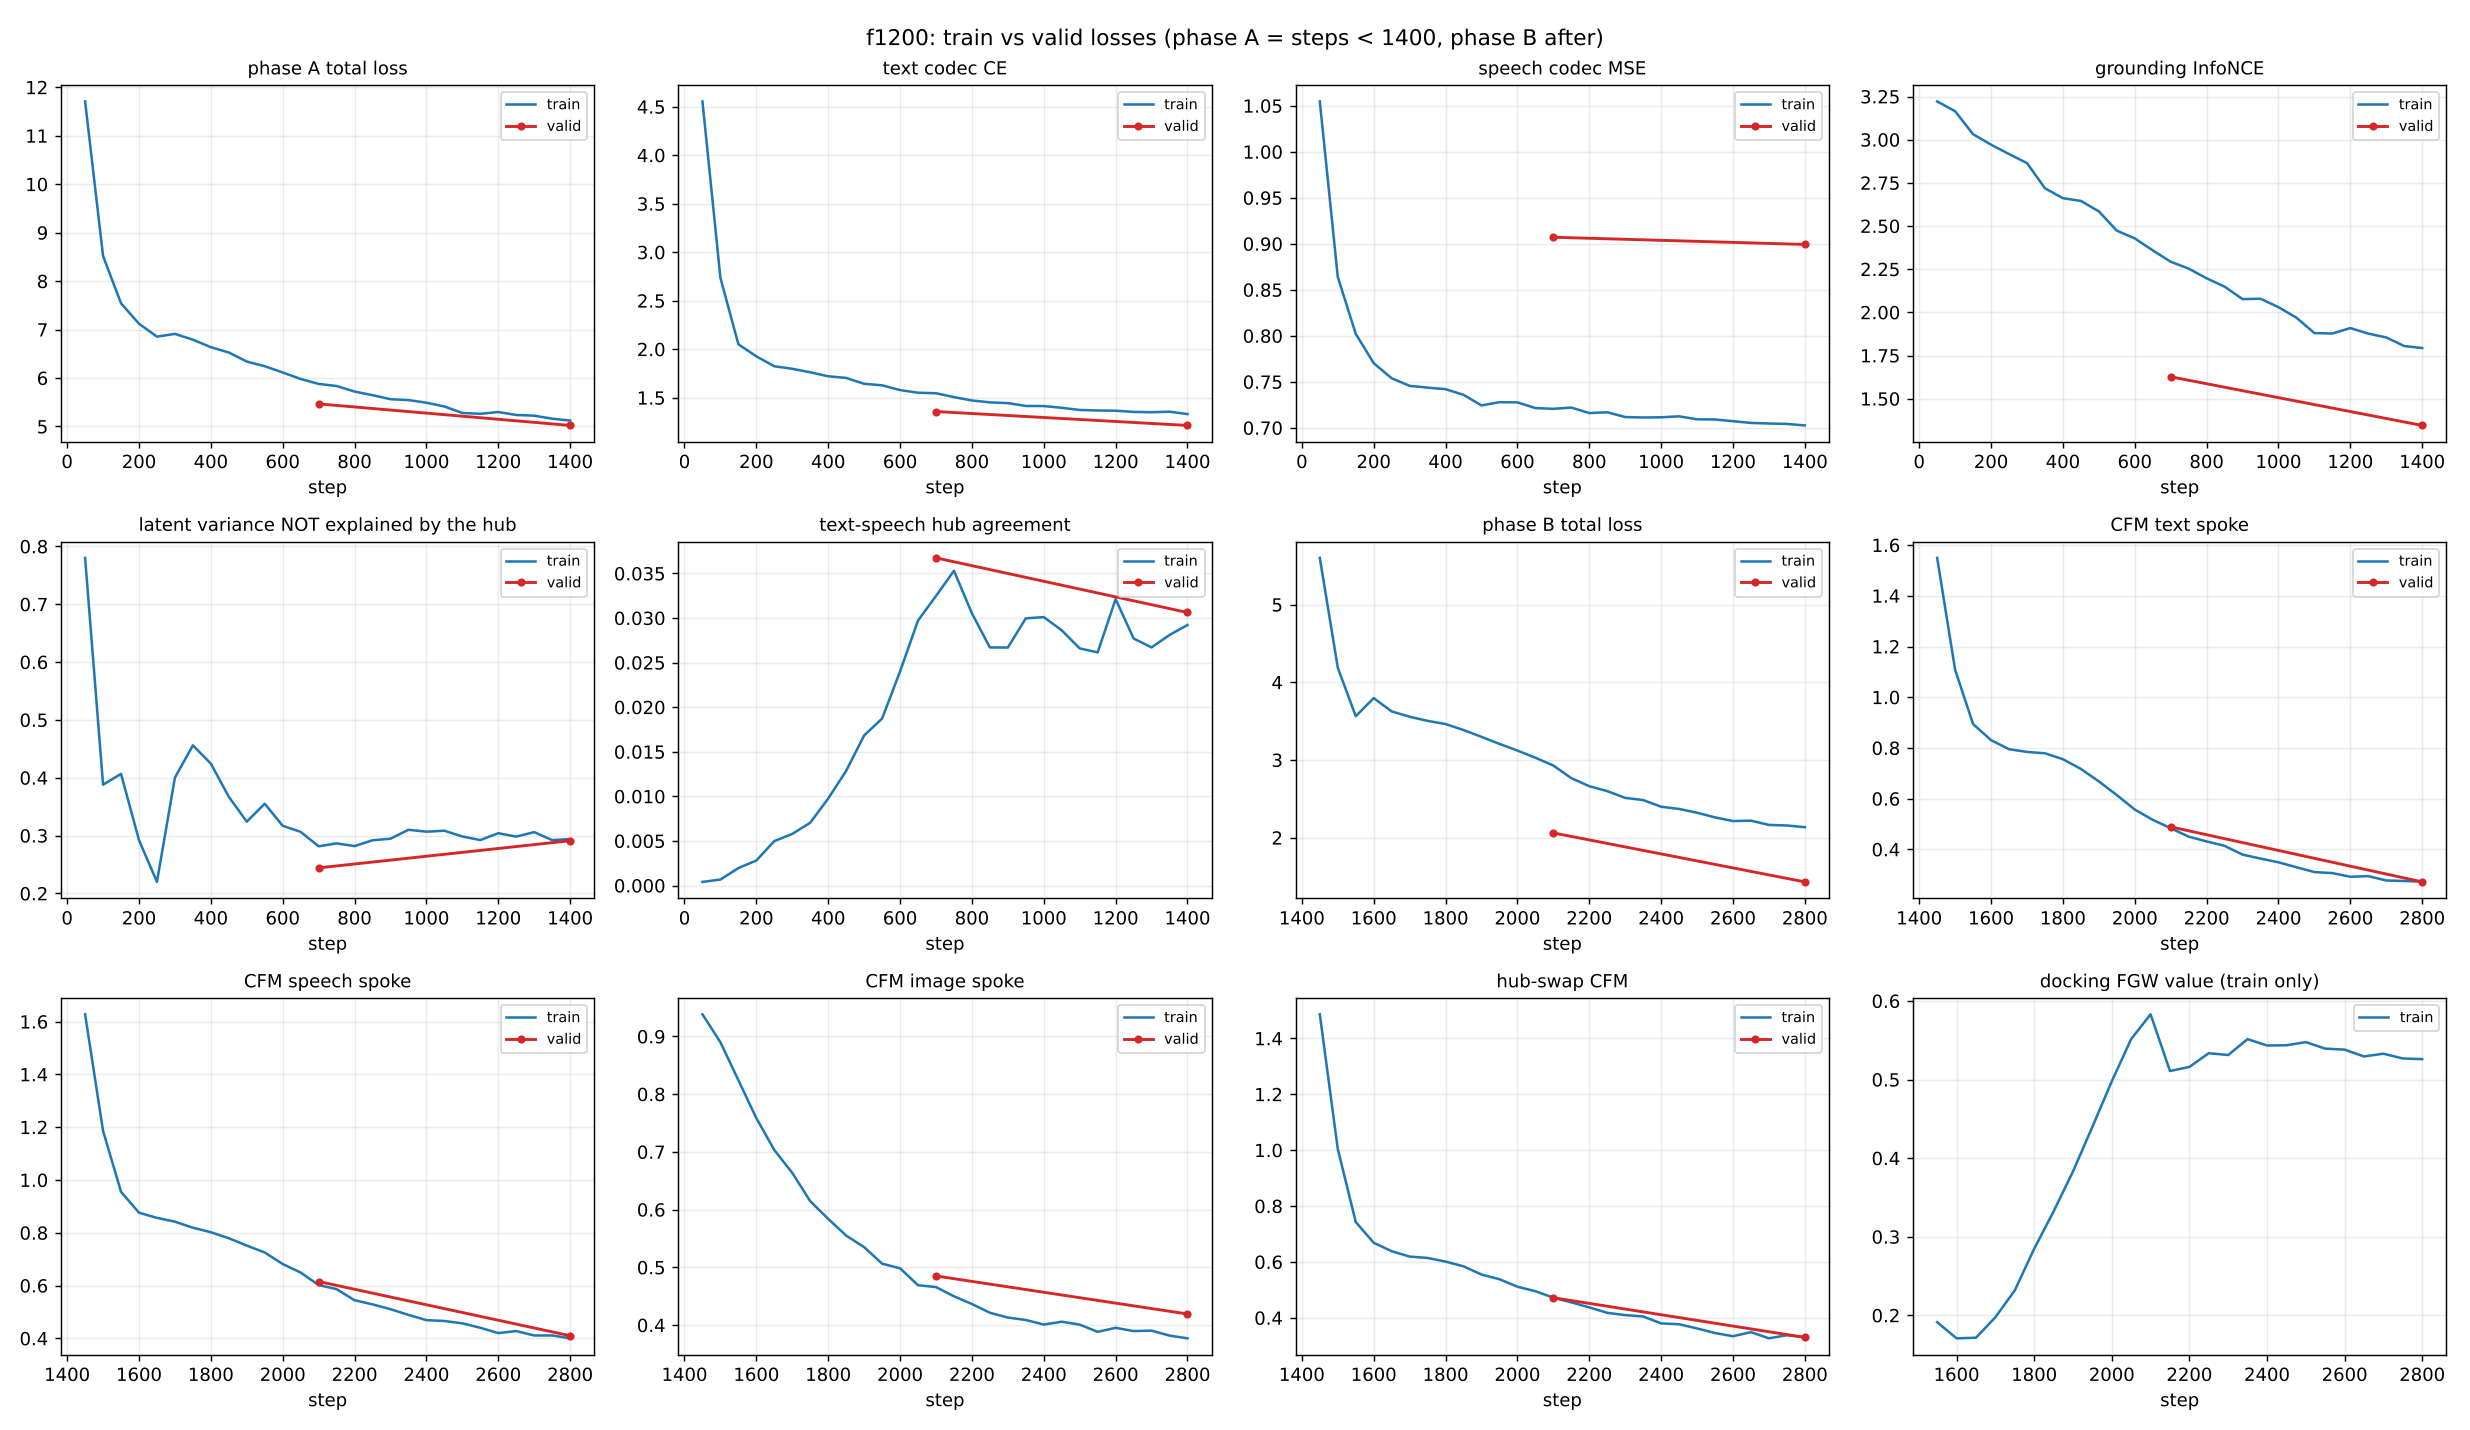 f1200: train vs valid losses (phase A = steps < 1400, phase B after)
phase A total loss
12
11
10
9
8
7
6
5
0 200 400 600 800 1000 1200 1400
step
train
valid
text codec CE
4.5
4.0
3.5
3.0
2.5
2.0
1.5
0 200 400 600 800 1000 1200 1400
step
train
valid
speech codec MSE
1.05
1.00
0.95
0.90
0.85
0.80
0.75
0.70
0 200 400 600 800 1000 1200 1400
step
train
valid
grounding InfoNCE
3.25
3.00
2.75
2.50
2.25
2.00
1.75
1.50
0 200 400 600 800 1000 1200 1400
step
train
valid
latent variance NOT explained by the hub
0.8
0.7
0.6
0.5
0.4
0.3
0.2
0 200 400 600 800 1000 1200 1400
step
train
valid
text-speech hub agreement
0.035
0.030
0.025
0.020
0.015
0.010
0.005
0.000
0 200 400 600 800 1000 1200 1400
step
train
valid
phase B total loss
5
4
3
2
1400 1600 1800 2000 2200 2400 2600 2800
step
train
valid
CFM text spoke
1.6
1.4
1.2
1.0
0.8
0.6
0.4
1400 1600 1800 2000 2200 2400 2600 2800
step
train
valid
CFM speech spoke
1.6
1.4
1.2
1.0
0.8
0.6
0.4
1400 1600 1800 2000 2200 2400 2600 2800
step
train
valid
CFM image spoke
0.9
0.8
0.7
0.6
0.5
0.4
1400 1600 1800 2000 2200 2400 2600 2800
step
train
valid
hub-swap CFM
1.4
1.2
1.0
0.8
0.6
0.4
1400 1600 1800 2000 2200 2400 2600 2800
step
train
valid
docking FGW value (train only)
0.6
0.5
0.4
0.3
0.2
1600 1800 2000 2200 2400 2600 2800
step
train